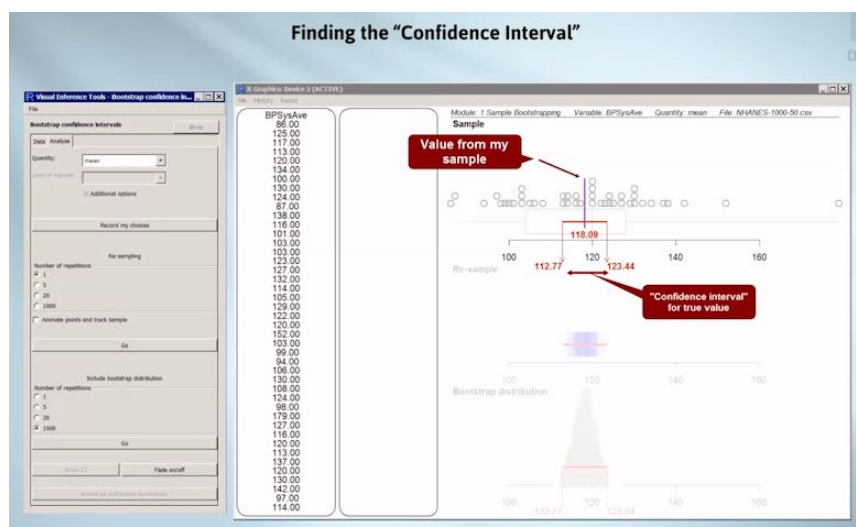 Finding the “Confidence Interval”
Visual Inference Tools - Bootstrap confidence in...
File
Bootstrap confidence intervals
Data Analyse
Quantity: mean
Level of interest:
Additional options
Record my choices
Re-sampling
Number of repetitions
1
5
20
1000
Animate points and track sample
Go
Include bootstrap distribution
Number of repetitions
1
5
20
1000
Go
Fade on/off
Bootstrap distribution summaries
R Graphics: Device 2 (ACTIVE)
File History Resize
Module: 1 Sample Bootstrapping Variable: BPSysAve Quantity: mean File: NHANES-1000-50.csv
BPSysAve
86.00
125.00
117.00
113.00
120.00
134.00
100.00
130.00
124.00
87.00
138.00
116.00
101.00
103.00
103.00
123.00
127.00
132.00
114.00
105.00
129.00
122.00
120.00
152.00
103.00
99.00
94.00
106.00
130.00
108.00
124.00
98.00
179.00
127.00
116.00
120.00
113.00
137.00
120.00
130.00
142.00
97.00
114.00
Sample
Value from my
sample
118.09
100 120 140 160
112.77 123.44
Re-sample
"Confidence interval"
for true value
100 120 140 160
Bootstrap distribution
100 120 140 160
112.77 123.44